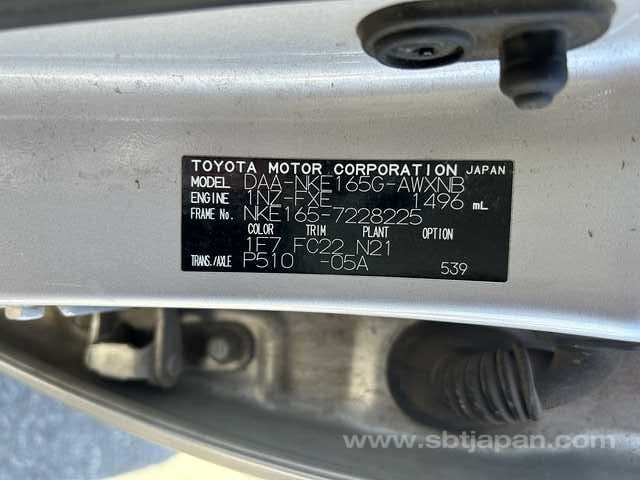 TOYOTA MOTOR CORPORATION JAPAN
MODEL DAA-NKE165G-AWXNB
ENGINE 1NZ-FXE 1496 mL
FRAME No. NKE165-7228225
COLOR TRIM PLANT OPTION
1F7 FC22 N21
TRANS./AXLE P510 -05A 539
www.sbtjapan.com